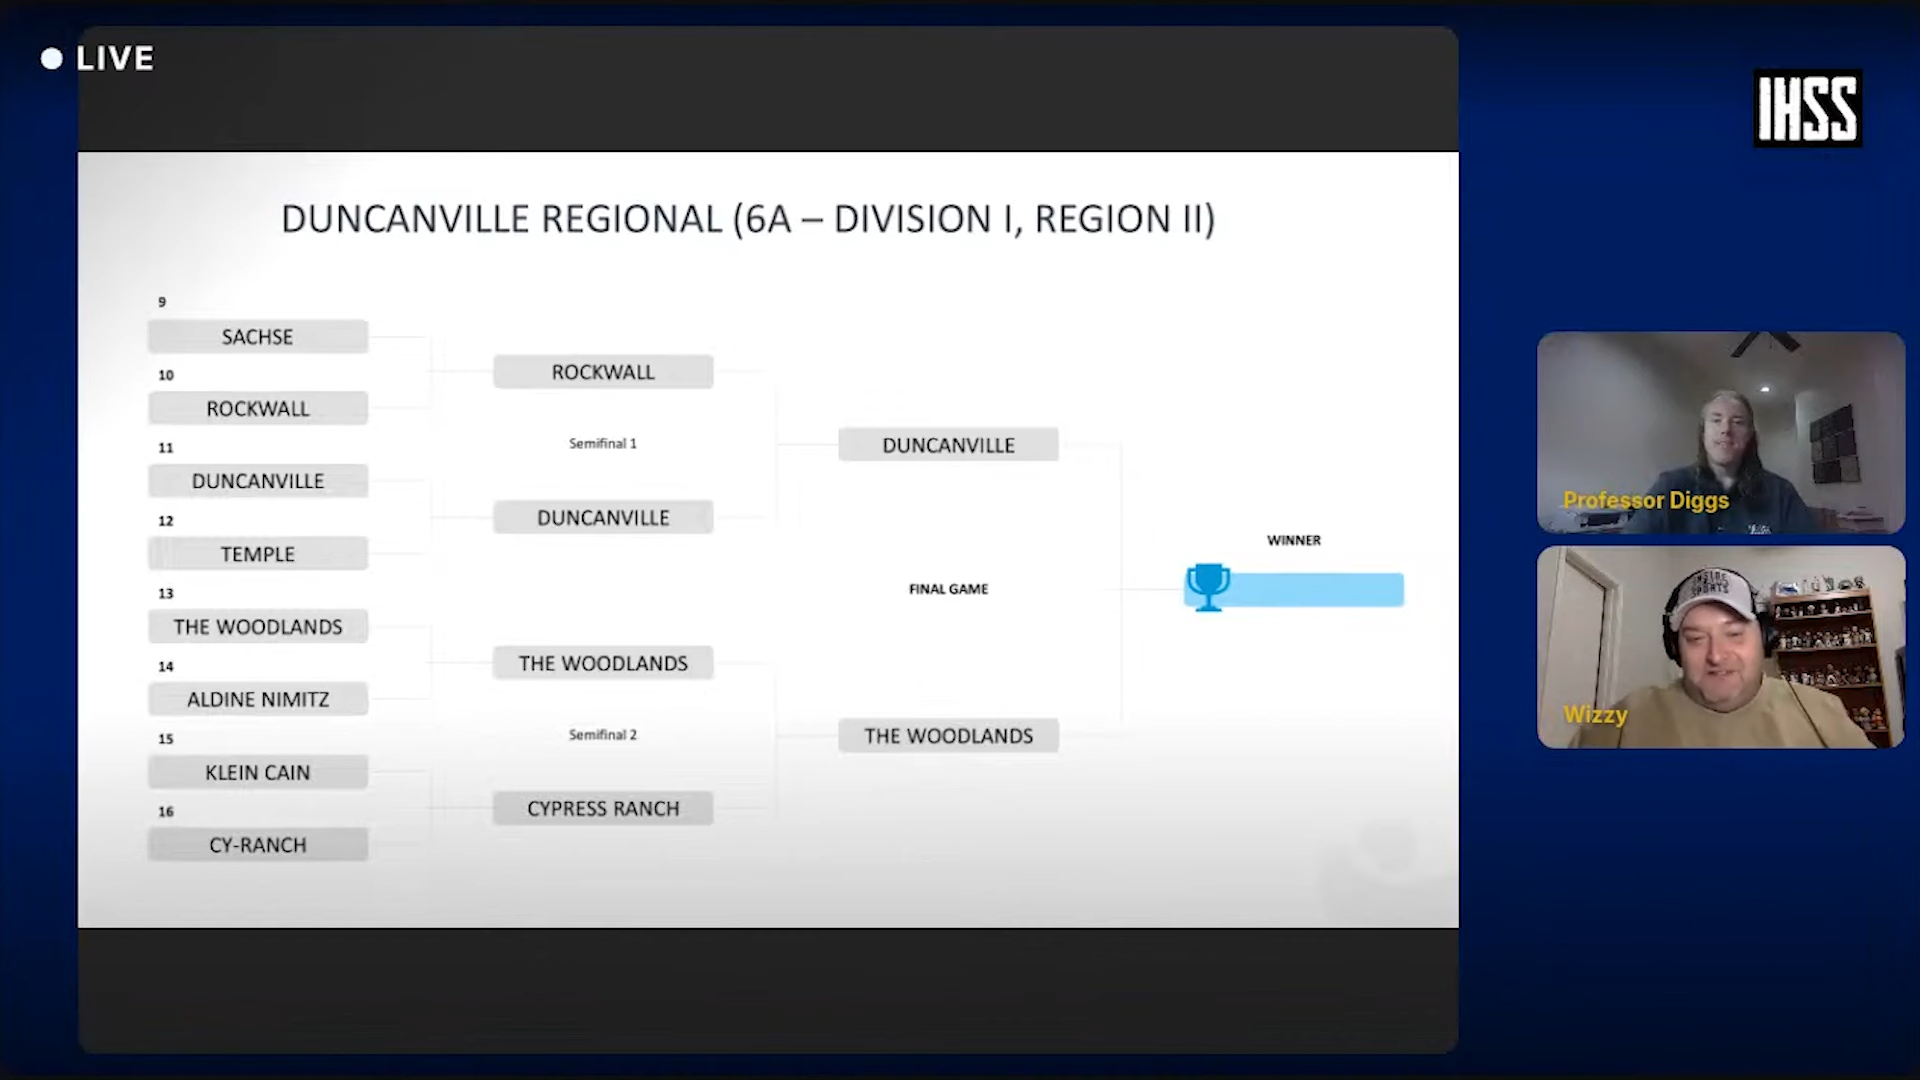 LIVE
IHSS
DUNCANVILLE REGIONAL (6A – DIVISION I, REGION II)
9
SACHSE
10
ROCKWALL
11
DUNCANVILLE
12
TEMPLE
13
THE WOODLANDS
14
ALDINE NIMITZ
15
KLEIN CAIN
16
CY-RANCH
ROCKWALL
Semifinal 1
DUNCANVILLE
THE WOODLANDS
Semifinal 2
CYPRESS RANCH
DUNCANVILLE
FINAL GAME
THE WOODLANDS
WINNER
Professor Diggs
INSIDE
SPORTS
Wizzy